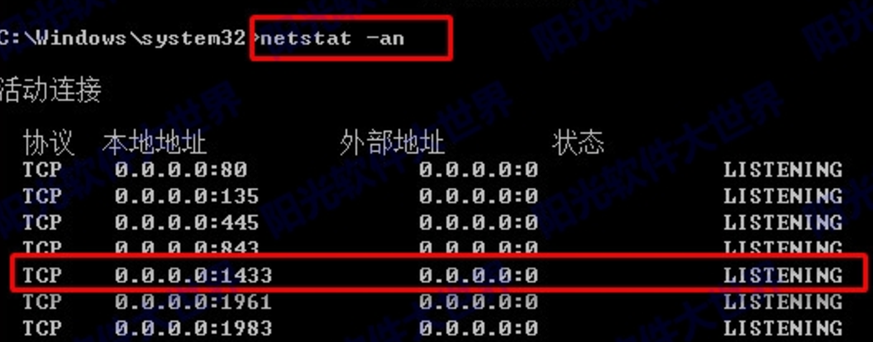 C:\Windows\system32>netstat -an
活动连接
协议 本地地址 外部地址 状态
TCP 0.0.0.0:80 0.0.0.0:0 LISTENING
TCP 0.0.0.0:135 0.0.0.0:0 LISTENING
TCP 0.0.0.0:445 0.0.0.0:0 LISTENING
TCP 0.0.0.0:843 0.0.0.0:0 LISTENING
TCP 0.0.0.0:1433 0.0.0.0:0 LISTENING
TCP 0.0.0.0:1961 0.0.0.0:0 LISTENING
TCP 0.0.0.0:1983 0.0.0.0:0 LISTENING
阳光软件大世界